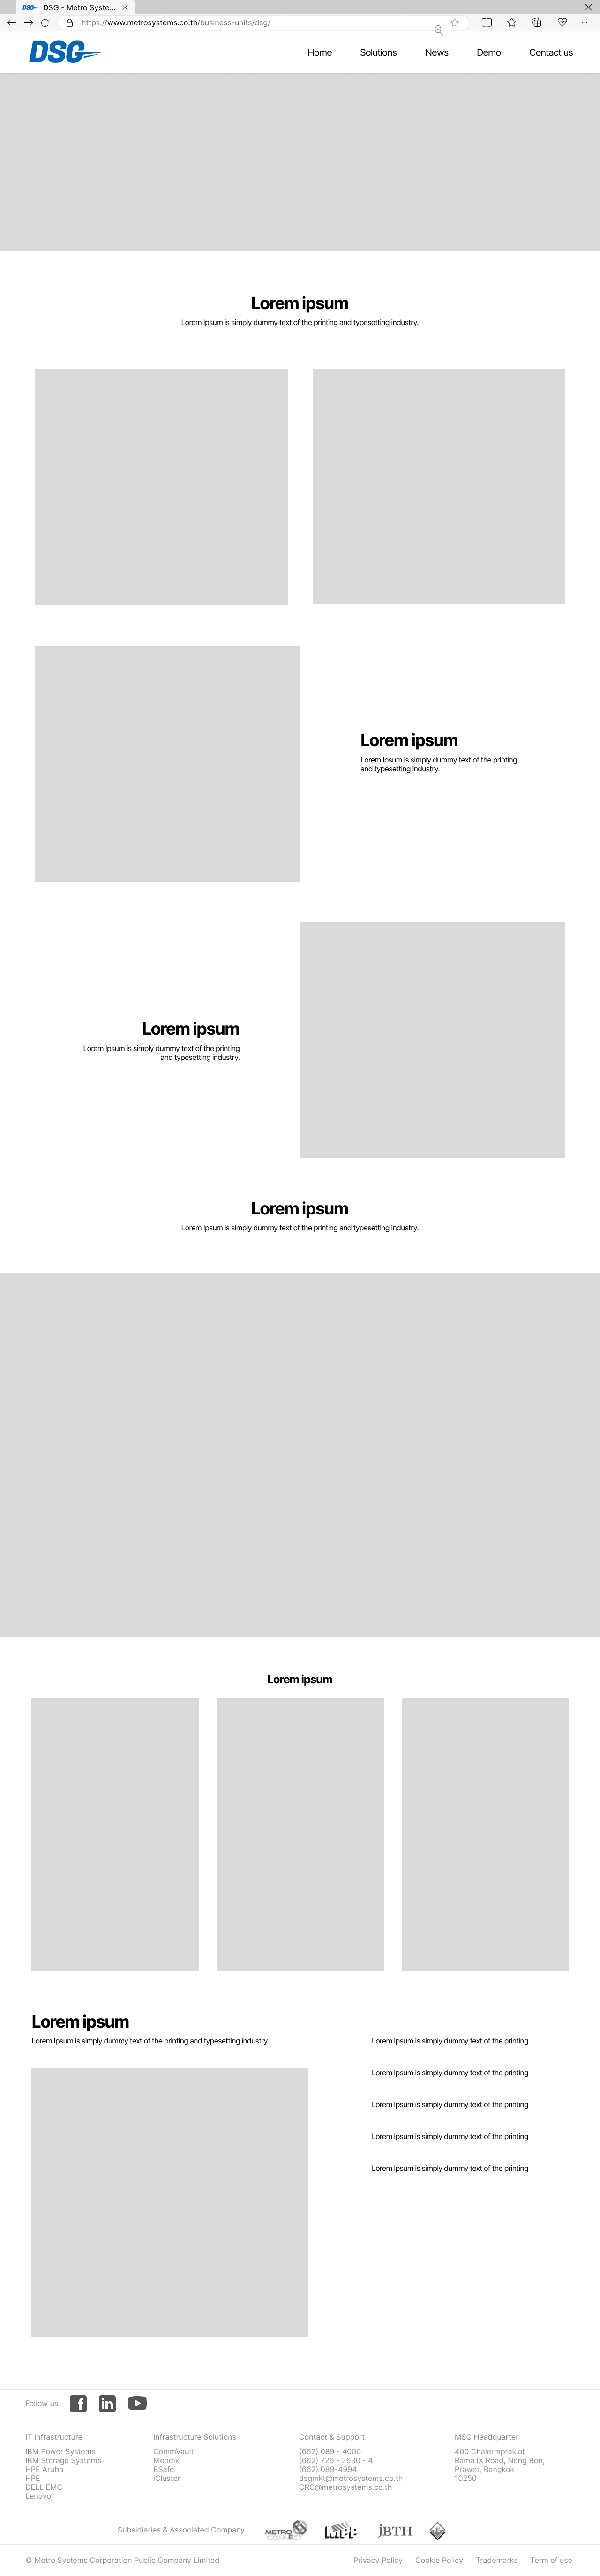 DSG DSG - Metro Syste...
https://www.metrosystems.co.th/business-units/dsg/
DSG
Home Solutions News Demo Contact us
Lorem ipsum
Lorem Ipsum is simply dummy text of the printing and typesetting industry.
Lorem ipsum
Lorem Ipsum is simply dummy text of the printing
and typesetting industry.
Lorem ipsum
Lorem Ipsum is simply dummy text of the printing
and typesetting industry.
Lorem ipsum
Lorem Ipsum is simply dummy text of the printing and typesetting industry.
Lorem ipsum
Lorem ipsum
Lorem Ipsum is simply dummy text of the printing and typesetting industry.
Lorem Ipsum is simply dummy text of the printing
Lorem Ipsum is simply dummy text of the printing
Lorem Ipsum is simply dummy text of the printing
Lorem Ipsum is simply dummy text of the printing
Lorem Ipsum is simply dummy text of the printing
Follow us
IT Infrastructure
IBM Power Systems
IBM Storage Systems
HPE Aruba
HPE
DELL EMC
Lenovo
Infrastructure Solutions
CommVault
Mendix
BSafe
iCluster
Contact & Support
(662) 089 - 4000
(662) 726 - 2630 - 4
(662) 089-4994
dsgmkt@metrosystems.co.th
CRC@metrosystems.co.th
MSC Headquarter
400 Chalermprakiat
Rama IX Road, Nong Bon,
Prawet, Bangkok
10250
Subsidiaries & Associated Company
METRO
CONNECT
MPP
JBTH
© Metro Systems Corporation Public Company Limited
Privacy Policy Cookie Policy Trademarks Term of use